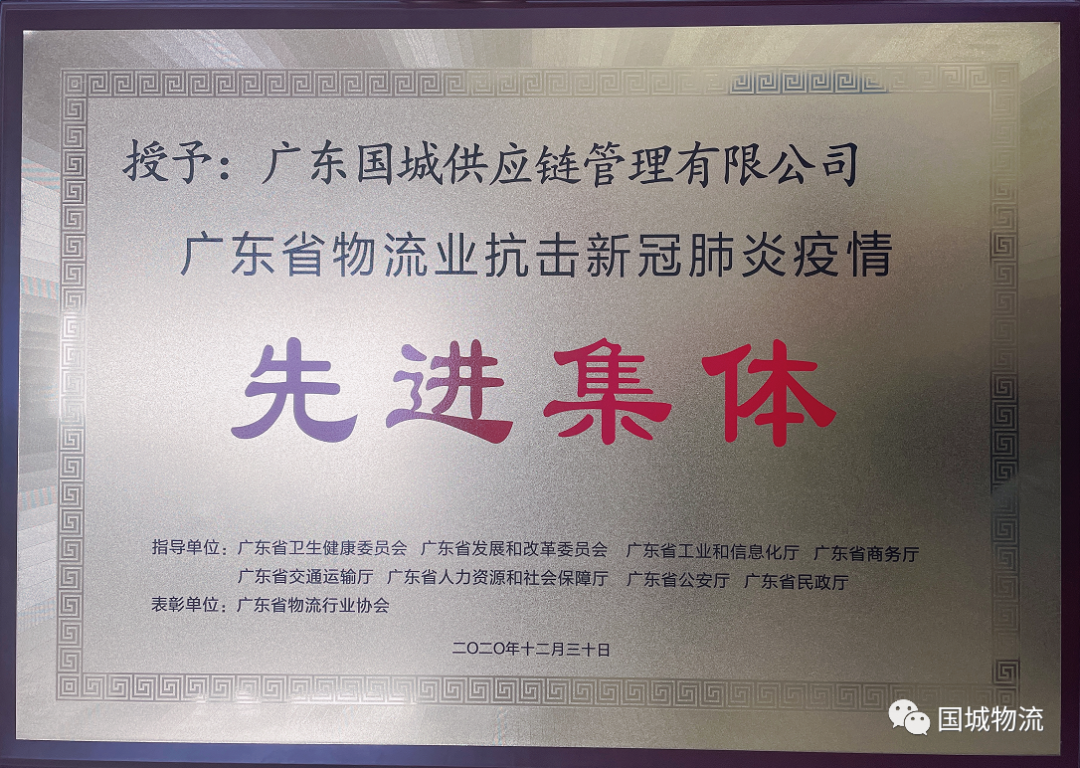 授予：广东国城供应链管理有限公司
广东省物流业抗击新冠肺炎疫情
先进集体
指导单位：广东省卫生健康委员会 广东省发展和改革委员会 广东省工业和信息化厅 广东省商务厅
广东省交通运输厅 广东省人力资源和社会保障厅 广东省公安厅 广东省民政厅
表彰单位：广东省物流行业协会
二〇二〇年十二月三十日
国城物流